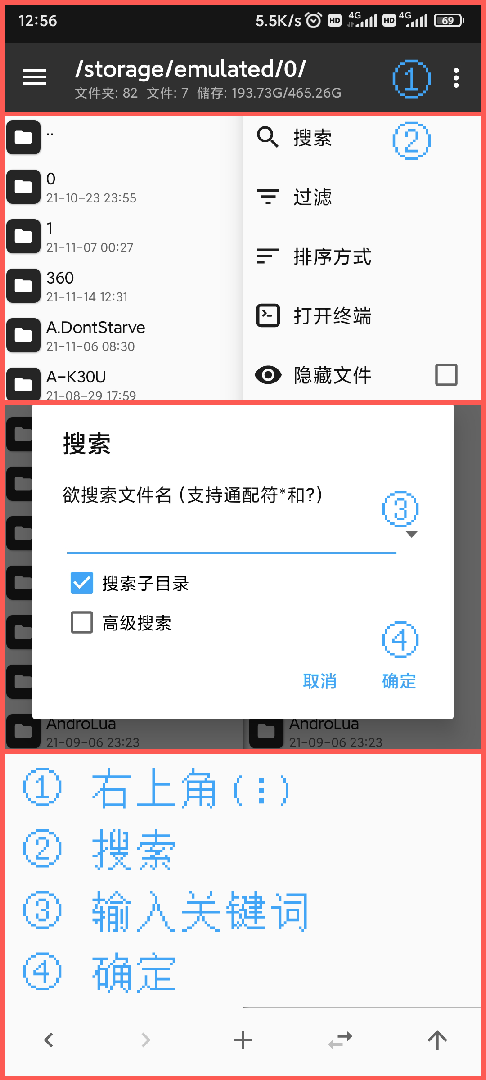 12:56 5.5K/s HD 4G HD 4G 69
/storage/emulated/0/
文件夹: 82 文件: 7 储存: 193.73G/465.26G
①
..
0
21-10-23 23:55
1
21-11-07 00:27
360
21-11-14 12:31
A.DontStarve
21-11-06 08:30
A-K30U
21-08-29 17:59
搜索 ②
过滤
排序方式
打开终端
隐藏文件
搜索
欲搜索文件名 (支持通配符*和?)
③
搜索子目录
高级搜索
④
取消 确定
AndroLua AndroLua
21-09-06 23:23 21-09-06 23:23
① 右上角(⋮)
② 搜索
③ 输入关键词
④ 确定